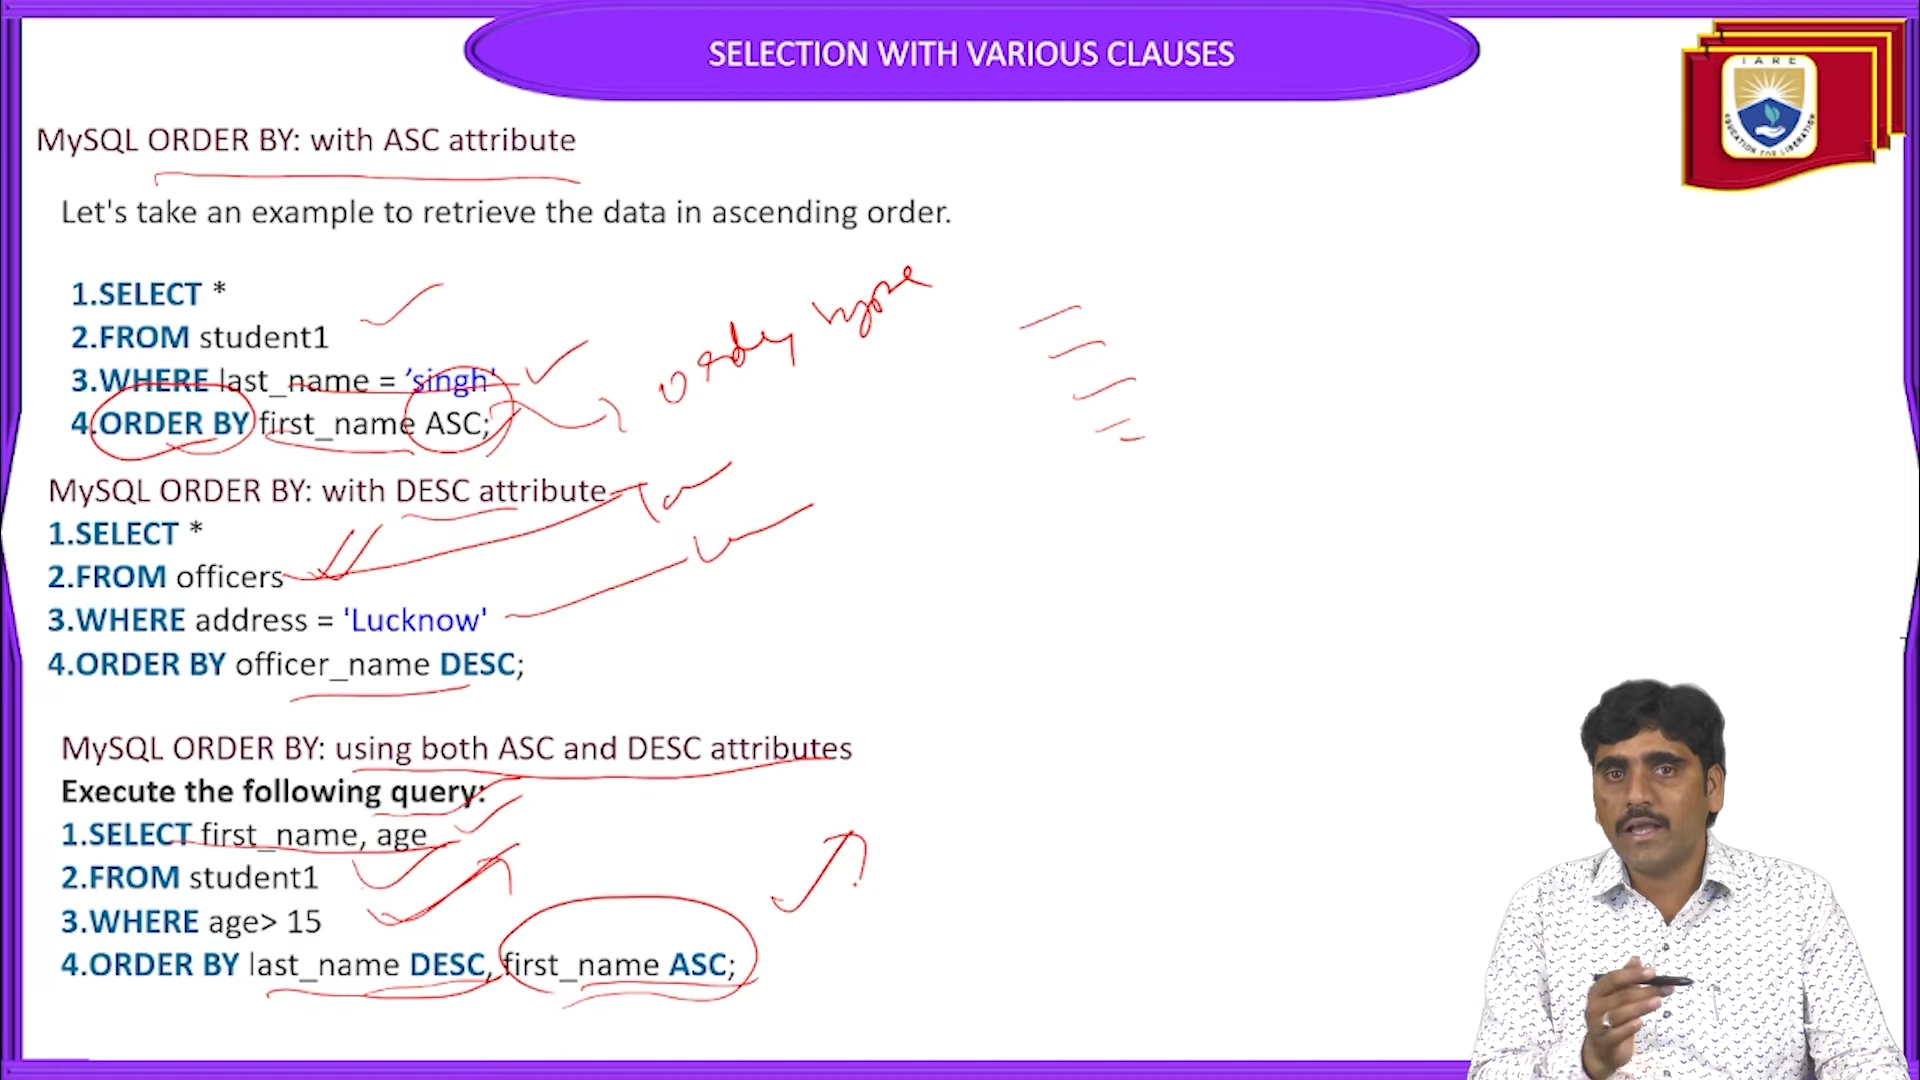 SELECTION WITH VARIOUS CLAUSES
IARE
EDUCATION FOR LIBERATION
MySQL ORDER BY: with ASC attribute
Let's take an example to retrieve the data in ascending order.
1.SELECT *
2.FROM student1
3.WHERE last_name = 'singh'
4.ORDER BY first_name ASC;
MySQL ORDER BY: with DESC attribute
1.SELECT *
2.FROM officers
3.WHERE address = 'Lucknow'
4.ORDER BY officer_name DESC;
MySQL ORDER BY: using both ASC and DESC attributes
Execute the following query:
1.SELECT first_name, age
2.FROM student1
3.WHERE age> 15
4.ORDER BY last_name DESC, first_name ASC;